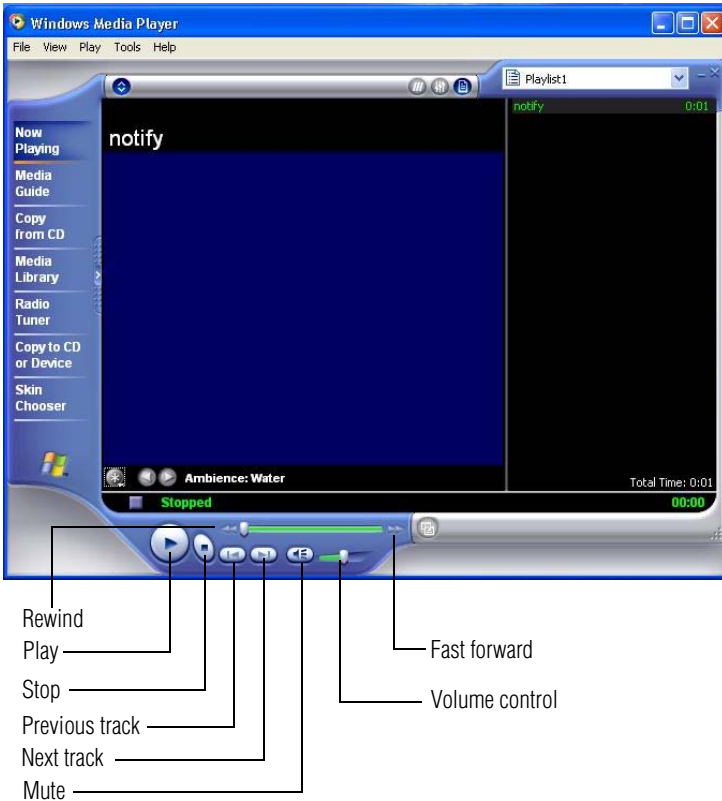 Windows Media Player
File View Play Tools Help
Playlist1
notify 0:01
notify
Now
Playing
Media
Guide
Copy
from CD
Media
Library
Radio
Tuner
Copy to CD
or Device
Skin
Chooser
Ambience: Water
Total Time: 0:01
Stopped 00:00
Rewind
Play
Stop
Previous track
Next track
Mute
Fast forward
Volume control